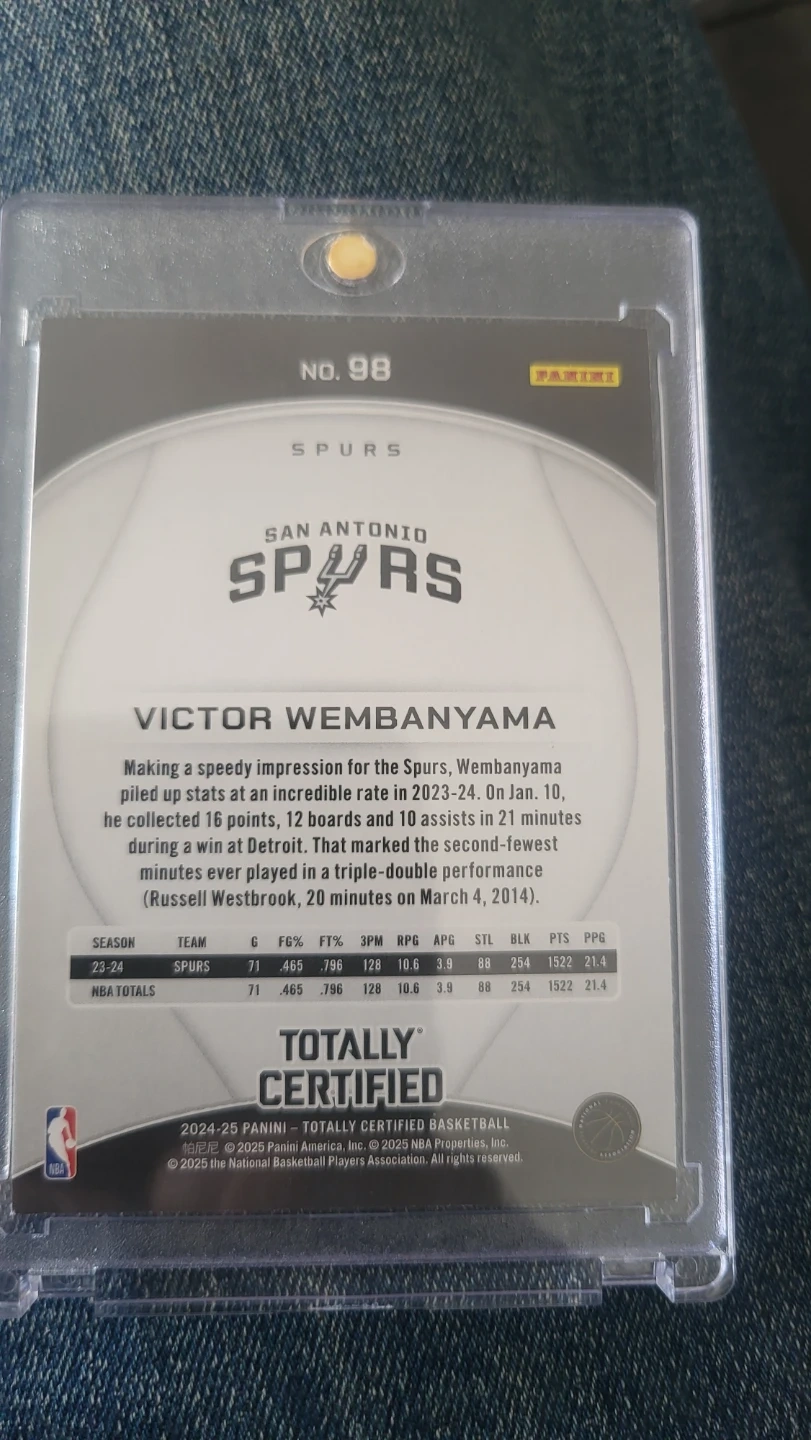 NO. 98
PANINI
SPURS
SAN ANTONIO
SPURS
VICTOR WEMBANYAMA
Making a speedy impression for the Spurs, Wembanyama
piled up stats at an incredible rate in 2023-24. On Jan. 10,
he collected 16 points, 12 boards and 10 assists in 21 minutes
during a win at Detroit. That marked the second-fewest
minutes ever played in a triple-double performance
(Russell Westbrook, 20 minutes on March 4, 2014).
SEASON TEAM G FG% FT% 3PM RPG APG STL BLK PTS PPG
23-24 SPURS 71 .465 .796 128 10.6 3.9 88 254 1522 21.4
NBA TOTALS 71 .465 .796 128 10.6 3.9 88 254 1522 21.4
TOTALLY
CERTIFIED
2024-25 PANINI – TOTALLY CERTIFIED BASKETBALL
帕尼尼 © 2025 Panini America, Inc. © 2025 NBA Properties, Inc.
© 2025 the National Basketball Players Association. All rights reserved.
NBA